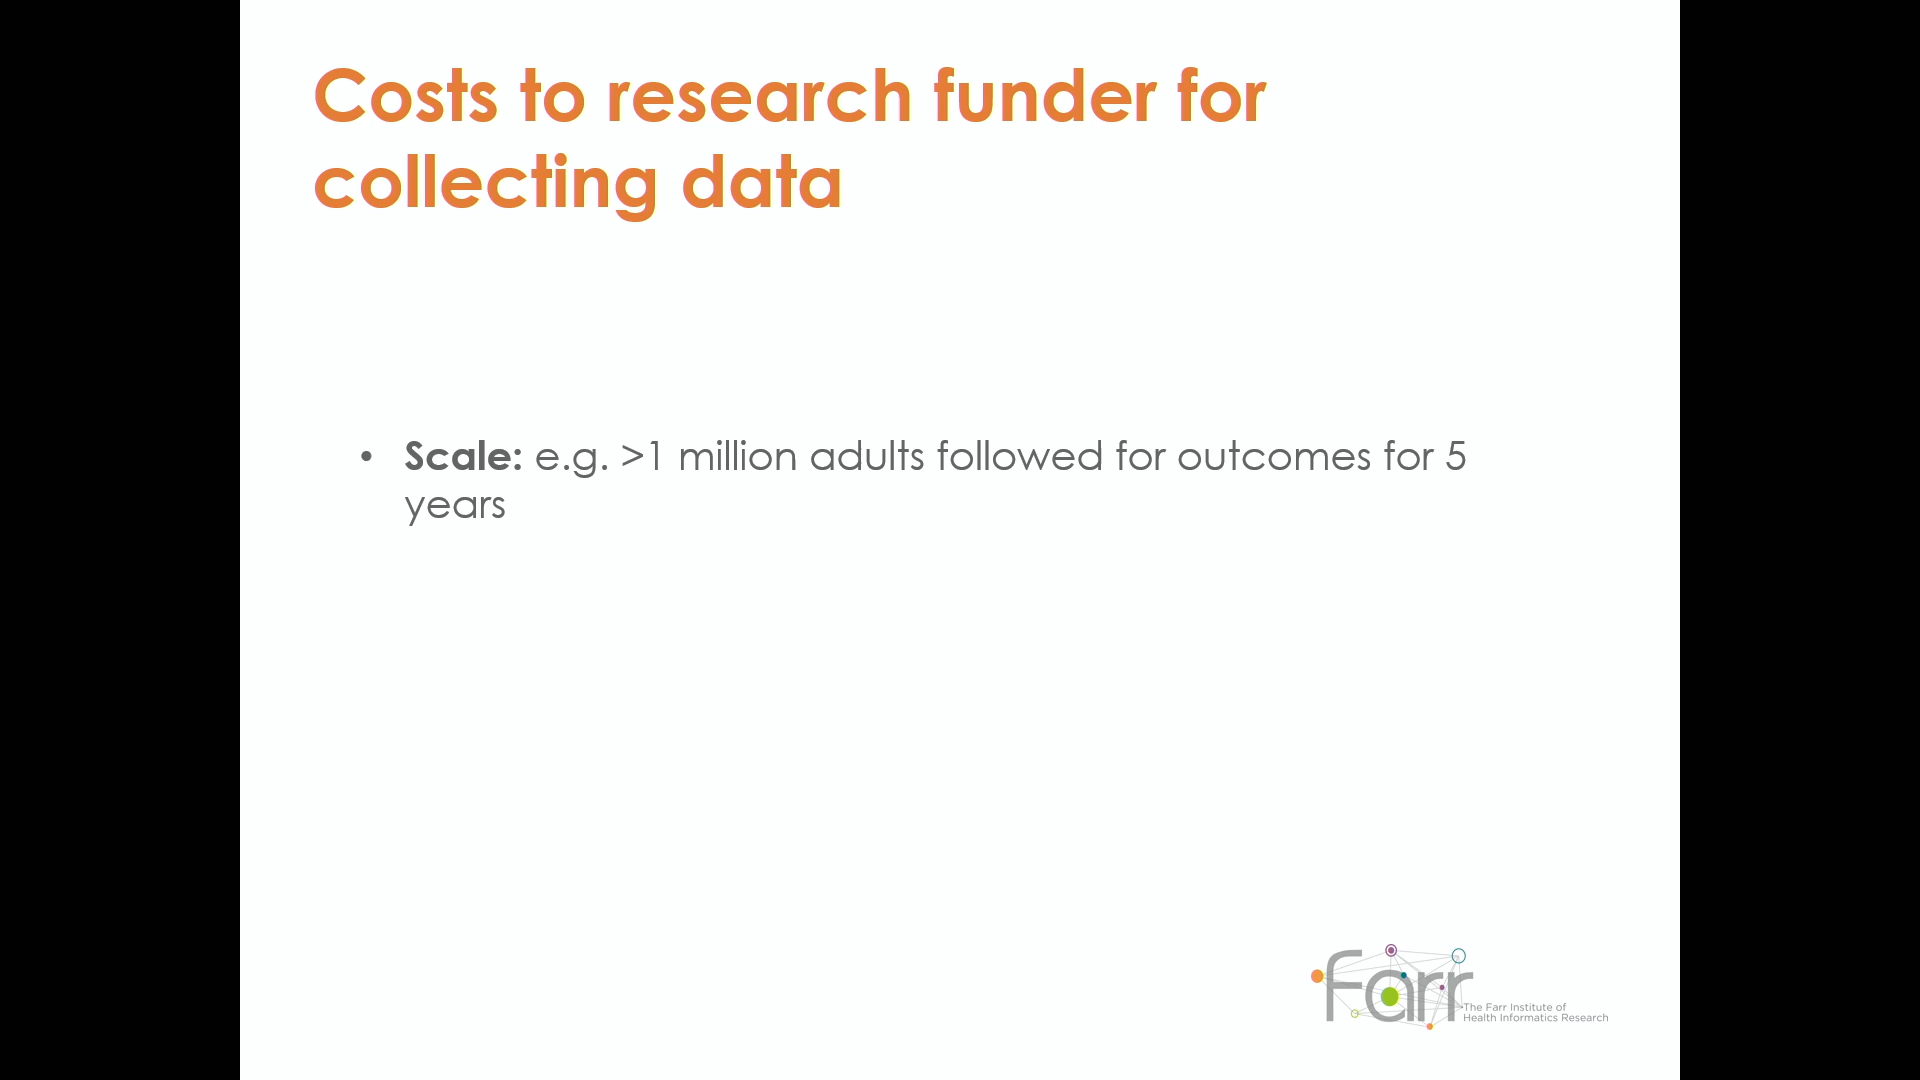 Costs to research funder for
collecting data
• Scale: e.g. >1 million adults followed for outcomes for 5
years
farr
The Farr Institute of
Health Informatics Research